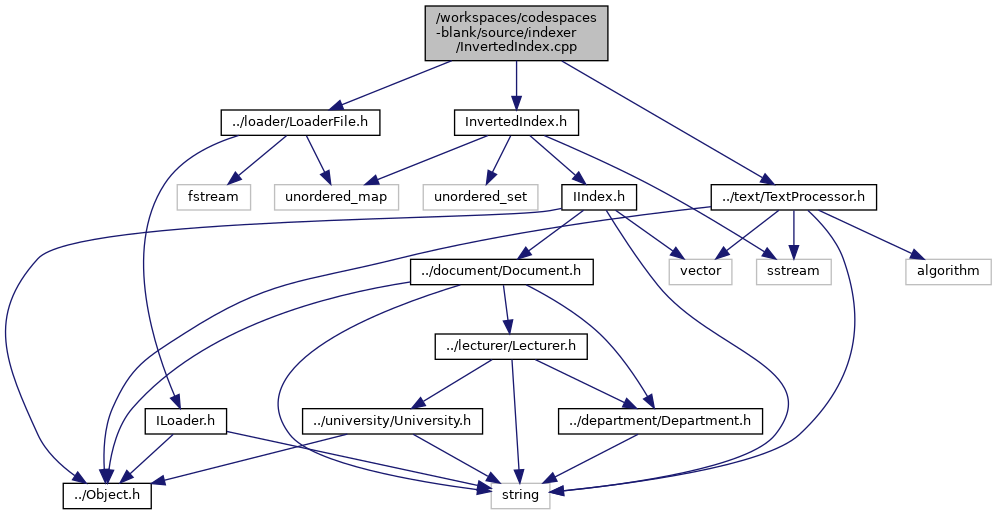 /workspaces/codespaces
-blank/source/indexer
/InvertedIndex.cpp
../loader/LoaderFile.h
InvertedIndex.h
fstream
unordered_map
unordered_set
IIndex.h
../text/TextProcessor.h
../document/Document.h
vector
sstream
algorithm
../lecturer/Lecturer.h
ILoader.h
../university/University.h
../department/Department.h
../Object.h
string